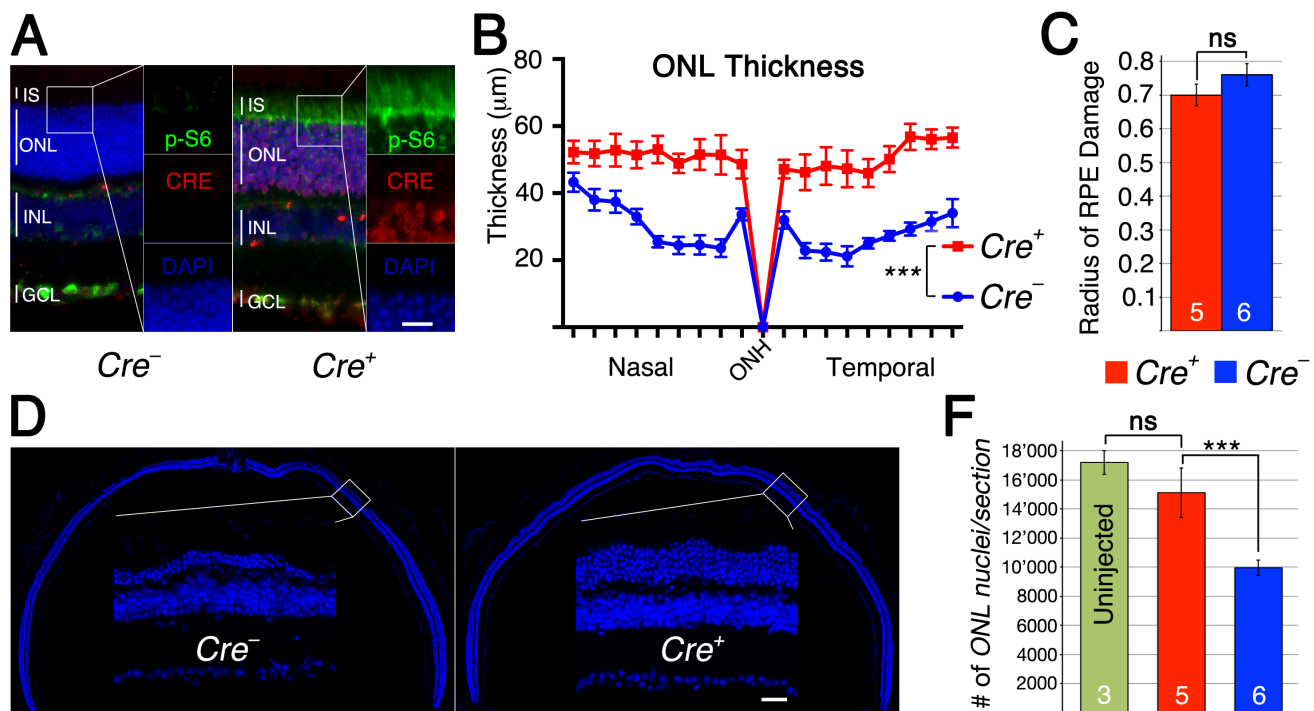 A
IS
ONL
INL
GCL
p-S6
CRE
DAPI
IS
ONL
INL
GCL
p-S6
CRE
DAPI
Cre⁻
Cre⁺
B
ONL Thickness
Thickness (μm)
80
60
40
20
Nasal
ONH
Temporal
***
Cre⁺
Cre⁻
C
ns
Radius of RPE Damage
0.8
0.7
0.6
0.5
0.4
0.3
0.2
0.1
5
6
Cre⁺
Cre⁻
D
Cre⁻
Cre⁺
F
ns
***
# of ONL nuclei/section
18’000
16’000
14’000
12’000
10’000
8000
6000
4000
2000
Uninjected
3
5
6